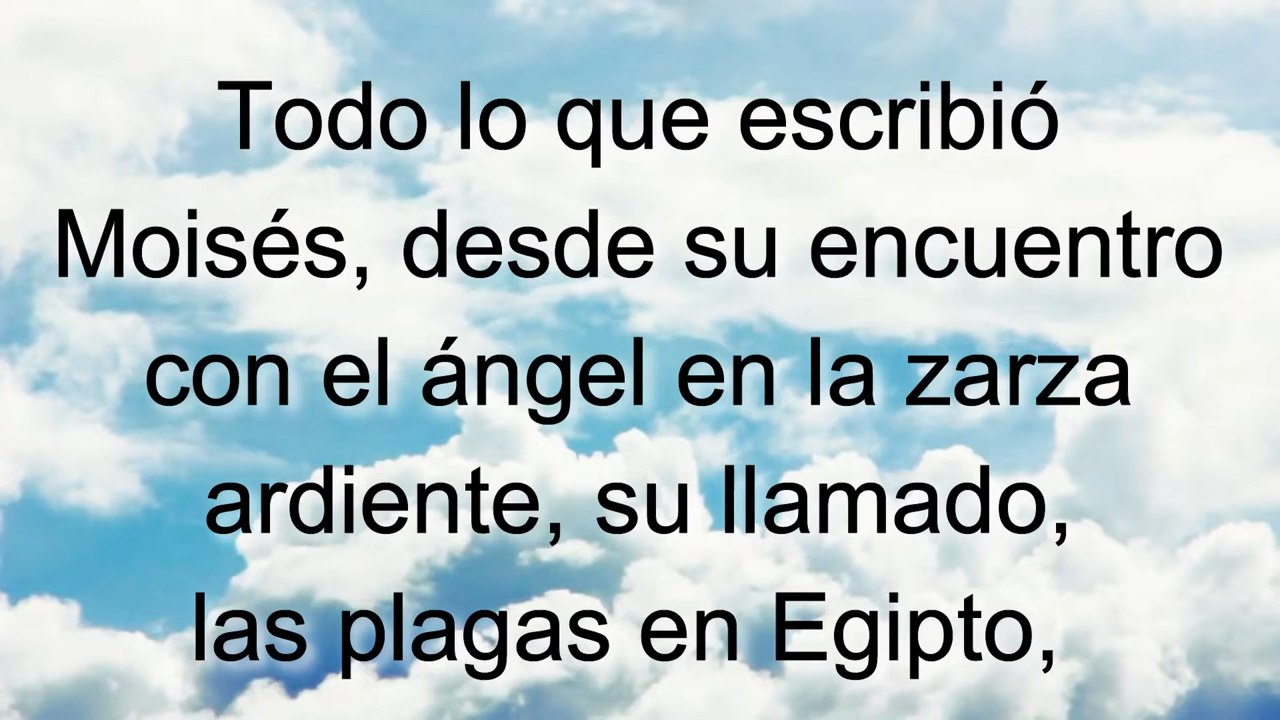 Todo lo que escribió
Moisés, desde su encuentro
con el ángel en la zarza
ardiente, su llamado,
las plagas en Egipto,